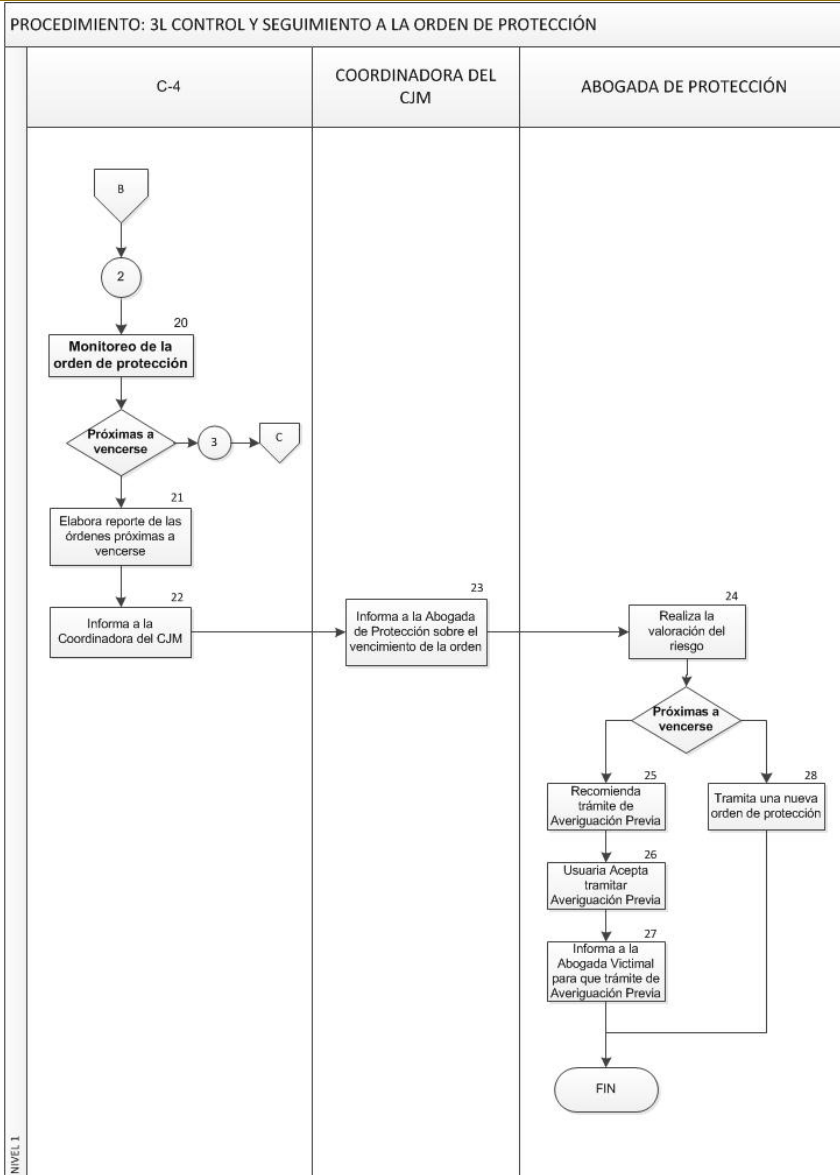 PROCEDIMIENTO: 3L CONTROL Y SEGUIMIENTO A LA ORDEN DE PROTECCIÓN
C-4
COORDINADORA DEL
CJM
ABOGADA DE PROTECCIÓN
B
2
20
Monitoreo de la
orden de protección
Próximas a
vencerse
3
C
21
Elabora reporte de las
órdenes próximas a
vencerse
22
Informa a la
Coordinadora del CJM
23
Informa a la Abogada
de Protección sobre el
vencimiento de la orden
24
Realiza la
valoración del
riesgo
Próximas a
vencerse
25
Recomienda
trámite de
Averiguación Previa
28
Tramita una nueva
orden de protección
26
Usuaria Acepta
tramitar
Averiguación Previa
27
Informa a la
Abogada Victimal
para que trámite de
Averiguación Previa
FIN
NIVEL 1